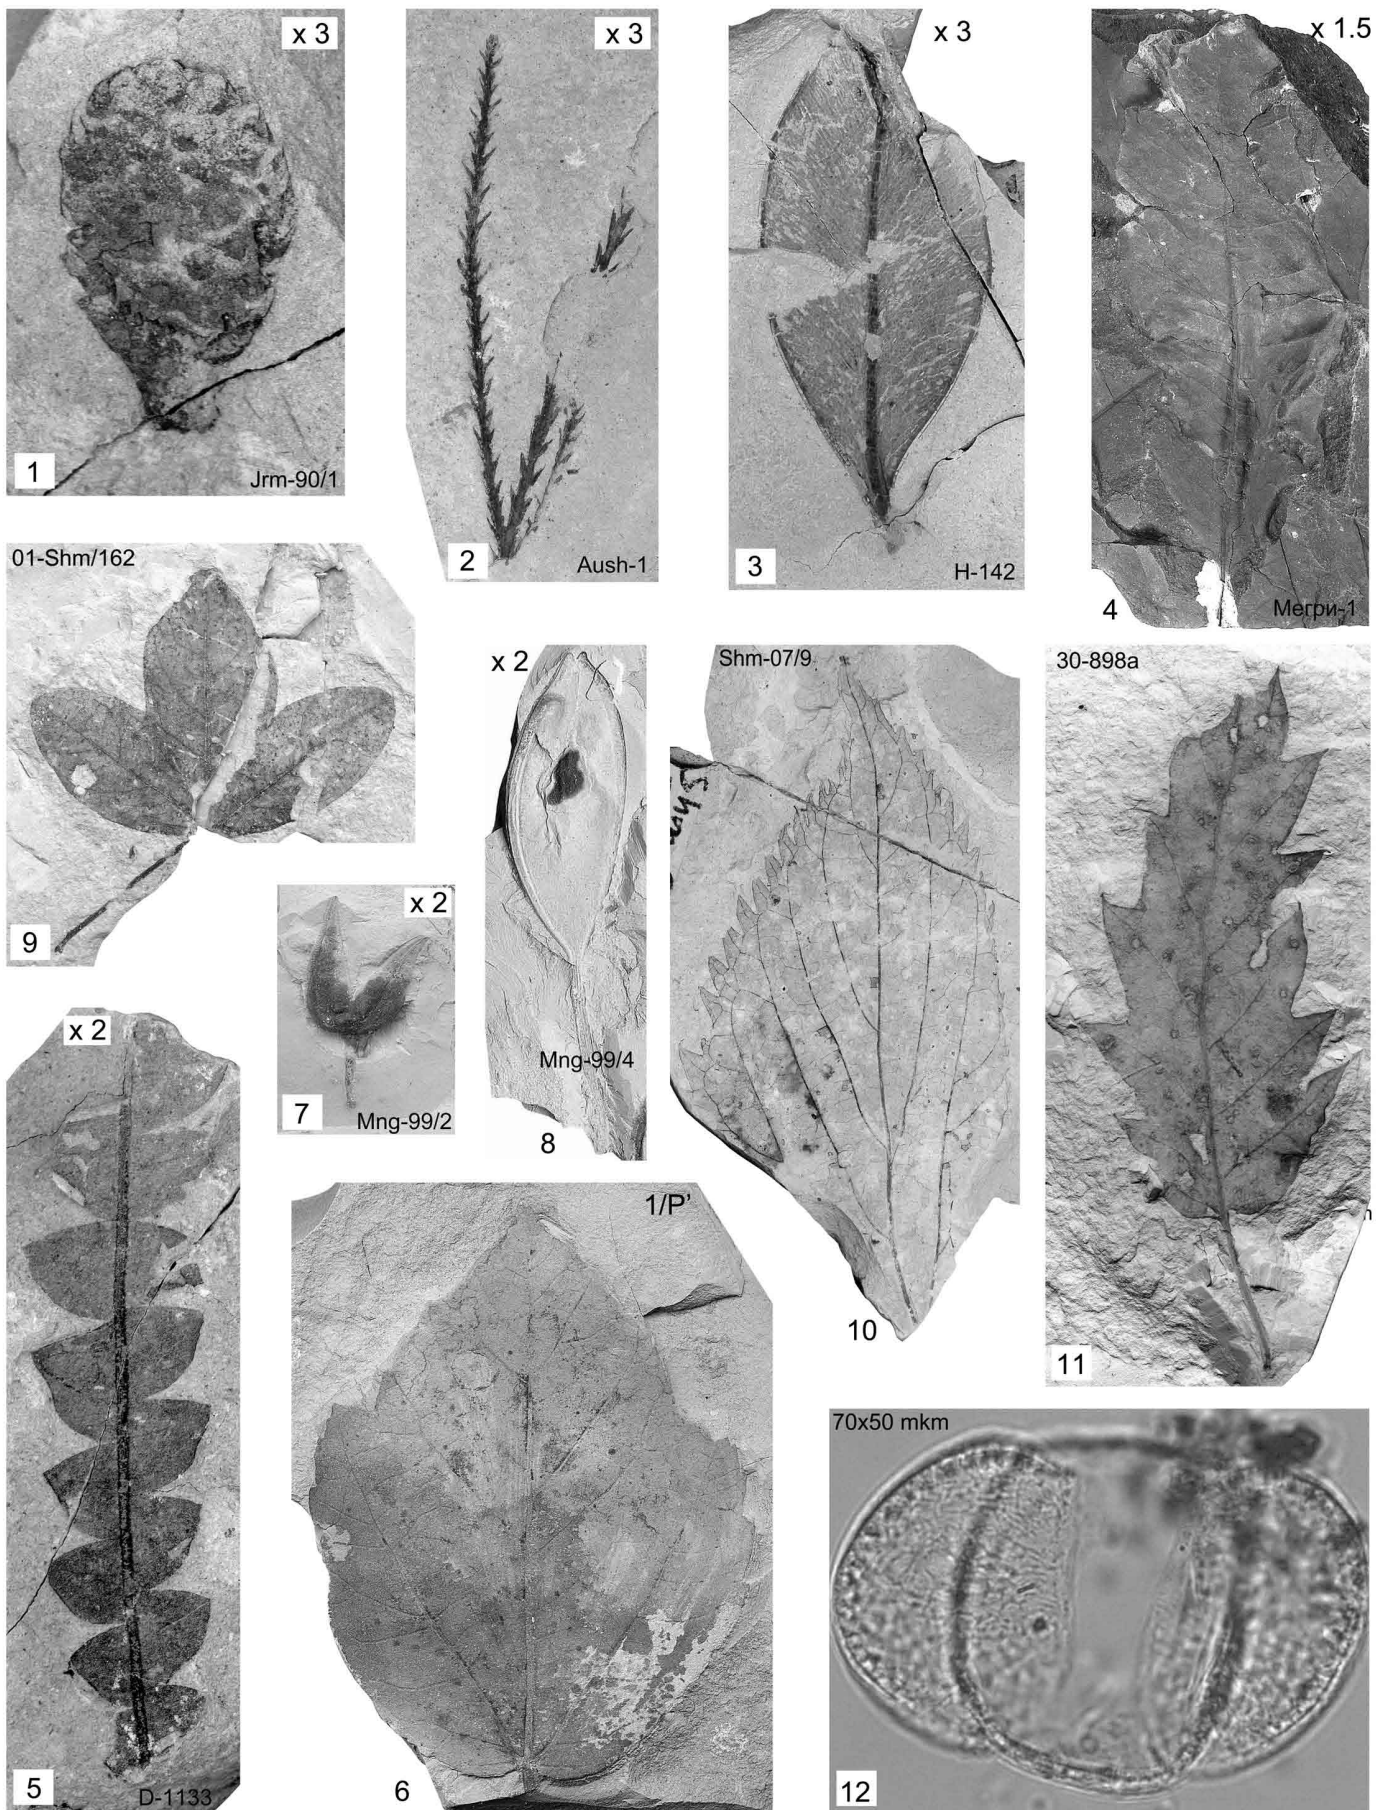 x 3
1
Jrm-90/1
x 3
2
Aush-1
x 3
3
H-142
x 1.5
4
Мегри-1
01-Shm/162
9
x 2
8
Mng-99/4
Shm-07/9
10
30-898a
11
x 2
7
Mng-99/2
x 2
5
D-1133
1/P'
6
70x50 mkm
12